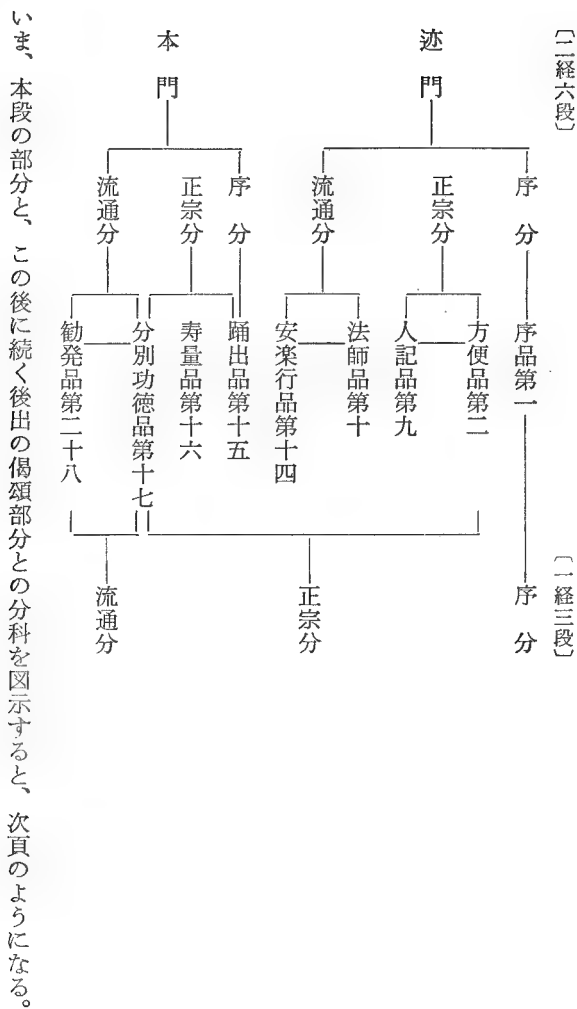 〔二経六段〕
〔一経三段〕
迹門
序分
序品第一
序分
正宗分
方便品第二
人記品第九
流通分
法師品第十
安楽行品第十四
正宗分
本門
序分
踊出品第十五
正宗分
寿量品第十六
分別功徳品第十七
流通分
勧発品第二十八
流通分
いま、本段の部分と、この後に続く後出の偈頌部分との分科を図示すると、次頁のようになる。